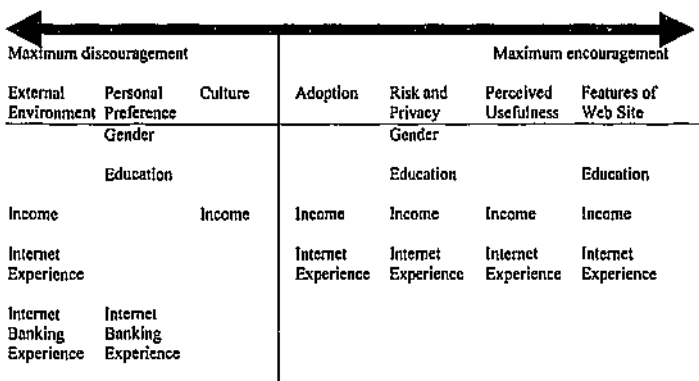 Maximum discouragement Maximum encouragement
External Personal Culture Adoption Risk and Perceived Features of
Environment Preference Privacy Usefulness Web Site
Gender Gender
Education Education Education
Income Income Income Income Income Income
Internet Internet Internet Internet Internet
Experience Experience Experience Experience Experience
Internet Internet
Banking Banking
Experience Experience